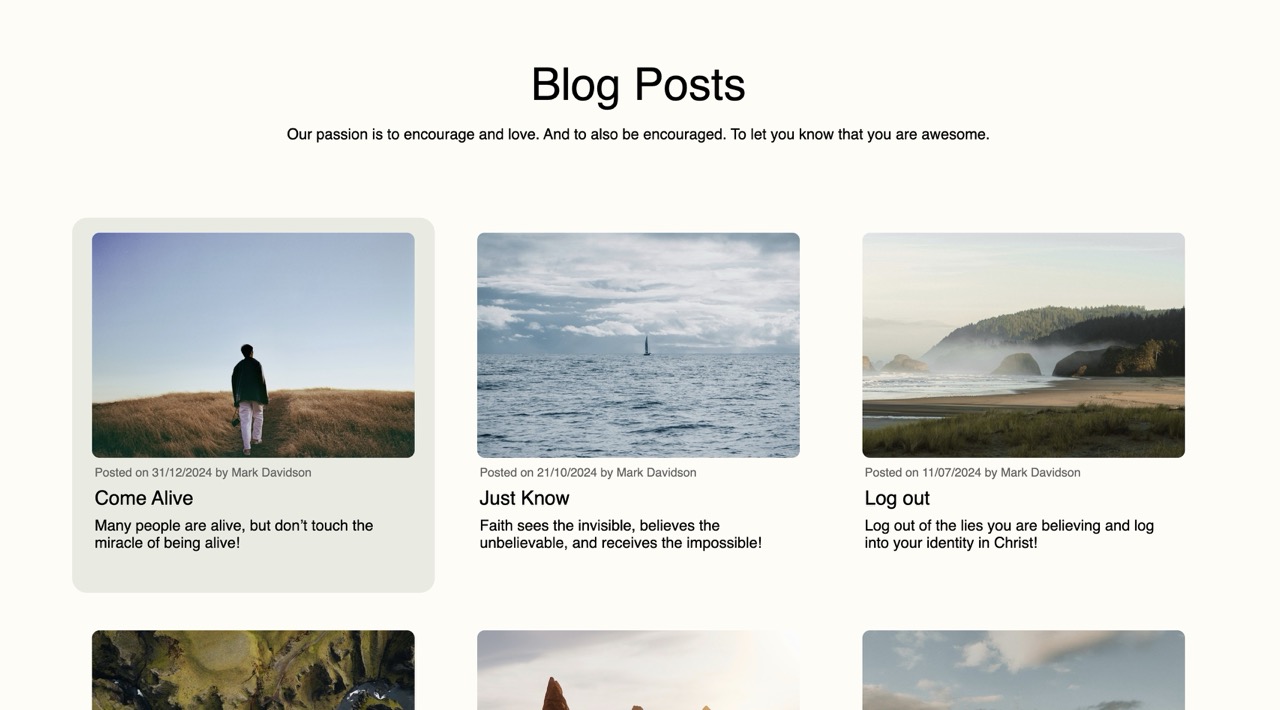 Blog Posts
Our passion is to encourage and love. And to also be encouraged. To let you know that you are awesome.
Posted on 31/12/2024 by Mark Davidson
Come Alive
Many people are alive, but don’t touch the
miracle of being alive!
Posted on 21/10/2024 by Mark Davidson
Just Know
Faith sees the invisible, believes the
unbelievable, and receives the impossible!
Posted on 11/07/2024 by Mark Davidson
Log out
Log out of the lies you are believing and log
into your identity in Christ!